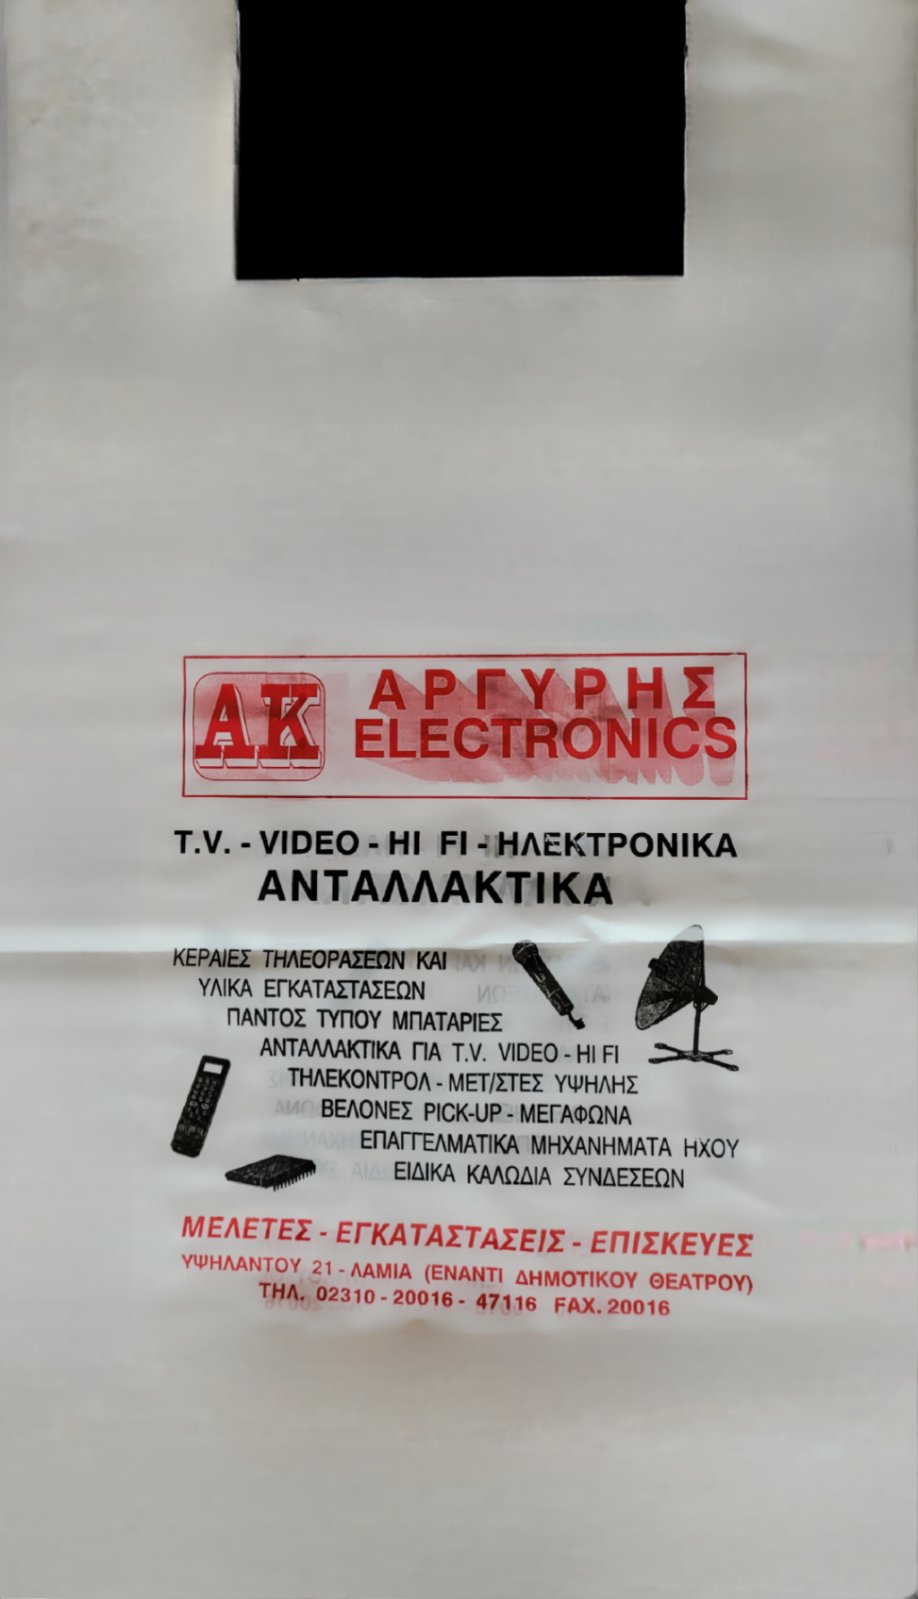 AK
ΑΡΓΥΡΗΣ
ELECTRONICS
T.V. - VIDEO - HI FI - ΗΛΕΚΤΡΟΝΙΚΑ
ΑΝΤΑΛΛΑΚΤΙΚΑ
ΚΕΡΑΙΕΣ ΤΗΛΕΟΡΑΣΕΩΝ ΚΑΙ
ΥΛΙΚΑ ΕΓΚΑΤΑΣΤΑΣΕΩΝ
ΠΑΝΤΟΣ ΤΥΠΟΥ ΜΠΑΤΑΡΙΕΣ
ΑΝΤΑΛΛΑΚΤΙΚΑ ΓΙΑ T.V. VIDEO - HI FI
ΤΗΛΕΚΟΝΤΡΟΛ - ΜΕΤ/ΣΤΕΣ ΥΨΗΛΗΣ
ΒΕΛΟΝΕΣ PICK-UP - ΜΕΓΑΦΩΝΑ
ΕΠΑΓΓΕΛΜΑΤΙΚΑ ΜΗΧΑΝΗΜΑΤΑ ΗΧΟΥ
ΕΙΔΙΚΑ ΚΑΛΩΔΙΑ ΣΥΝΔΕΣΕΩΝ
ΜΕΛΕΤΕΣ - ΕΓΚΑΤΑΣΤΑΣΕΙΣ - ΕΠΙΣΚΕΥΕΣ
ΥΨΗΛΑΝΤΟΥ 21 - ΛΑΜΙΑ (ΕΝΑΝΤΙ ΔΗΜΟΤΙΚΟΥ ΘΕΑΤΡΟΥ)
ΤΗΛ. 02310 - 20016 - 47116 FAX. 20016